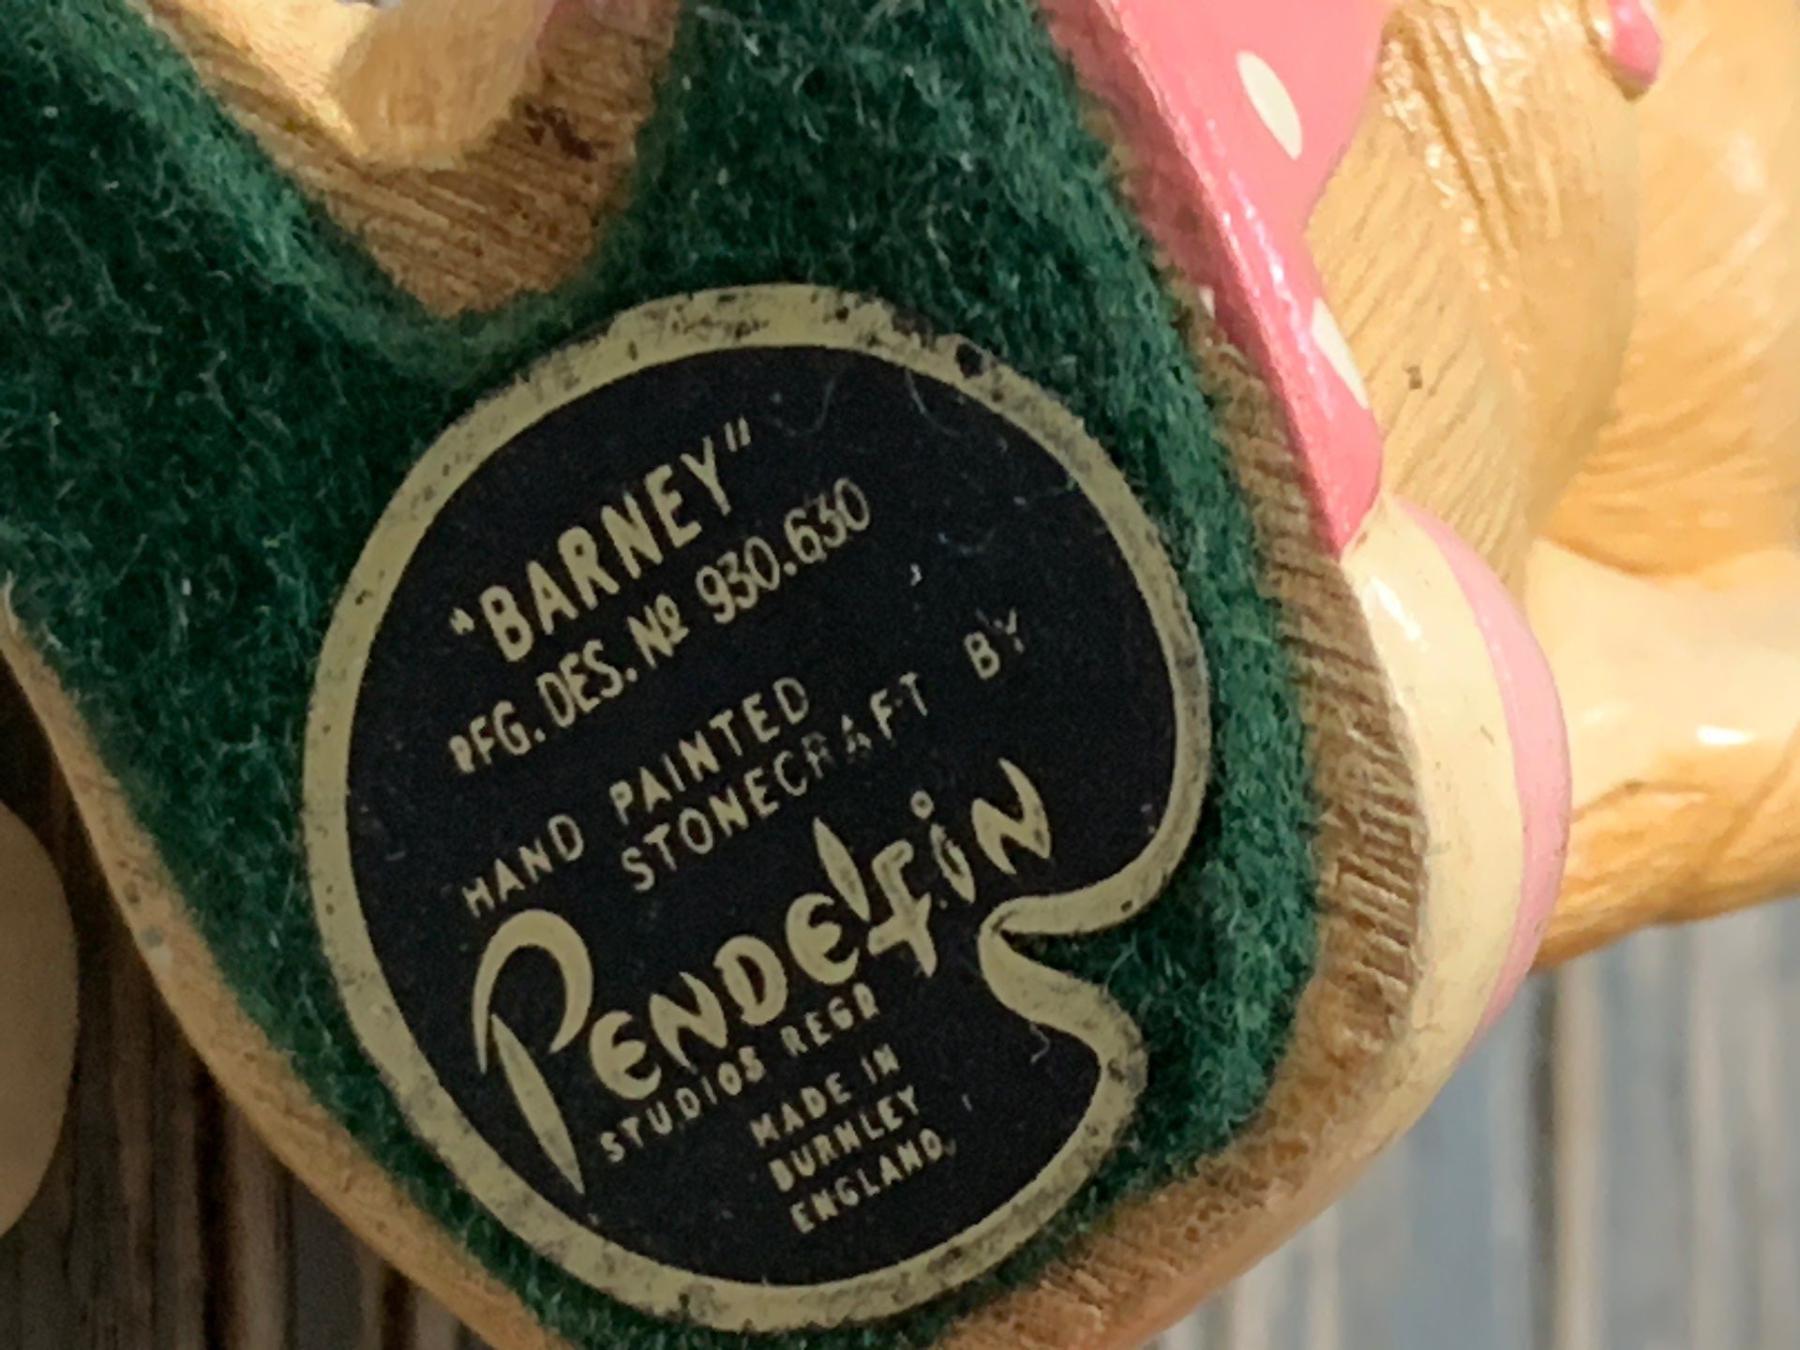 "BARNEY"
RFG. DES. Nº 930.630
HAND PAINTED
STONECRAFT BY
PENDELFIN
STUDIOS REGD
MADE IN
BURNLEY
ENGLAND.